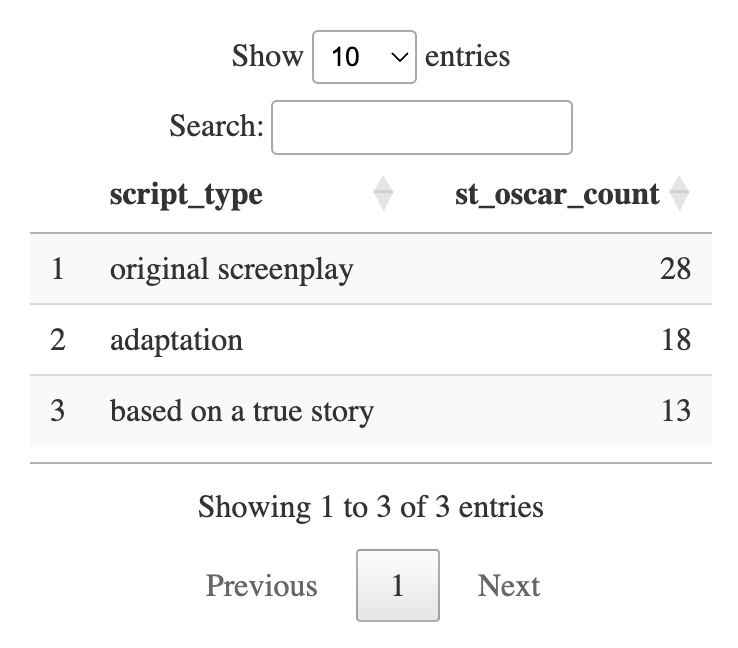 Show 10 entries
Search:
script_type st_oscar_count
1 original screenplay 28
2 adaptation 18
3 based on a true story 13
Showing 1 to 3 of 3 entries
Previous 1 Next